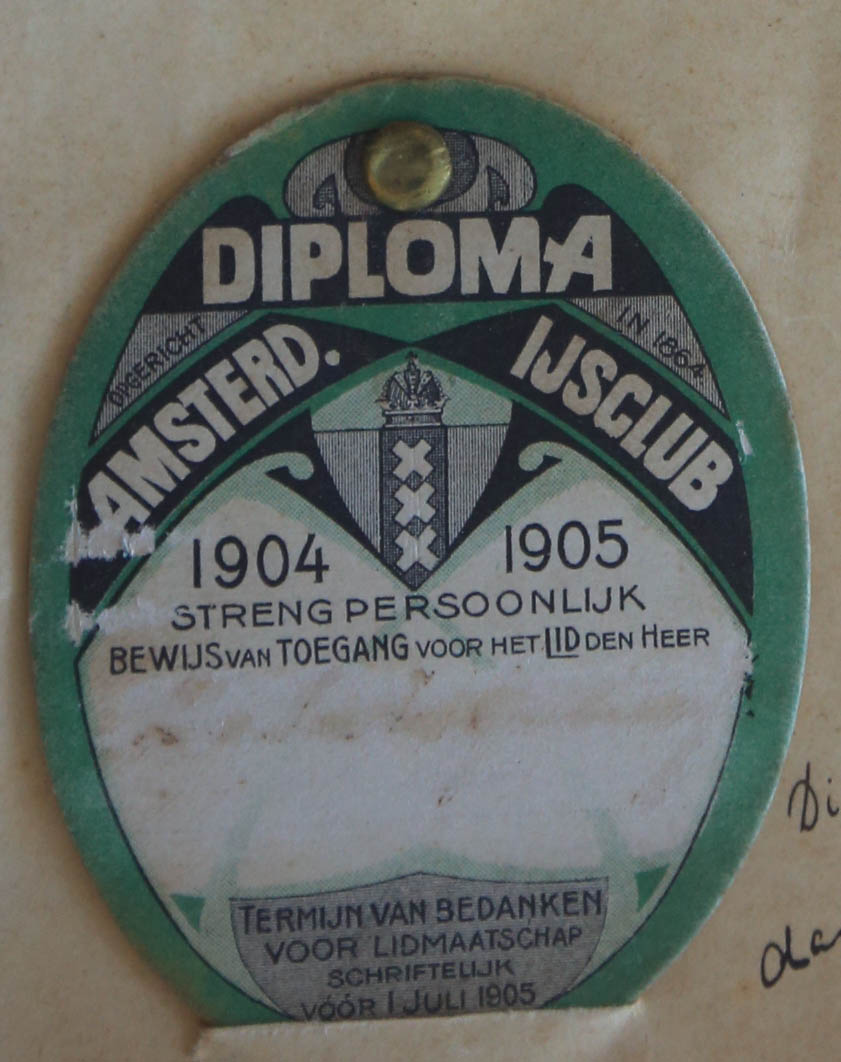 DIPLOMA
OPGERICHT IN 1864
AMSTERD. IJSCLUB
1904 1905
STRENG PERSOONLIJK
BEWIJS VAN TOEGANG VOOR HET LID DEN HEER
TERMIJN VAN BEDANKEN
VOOR LIDMAATSCHAP
SCHRIFTELIJK
VÓÓR 1 JULI 1905
Di